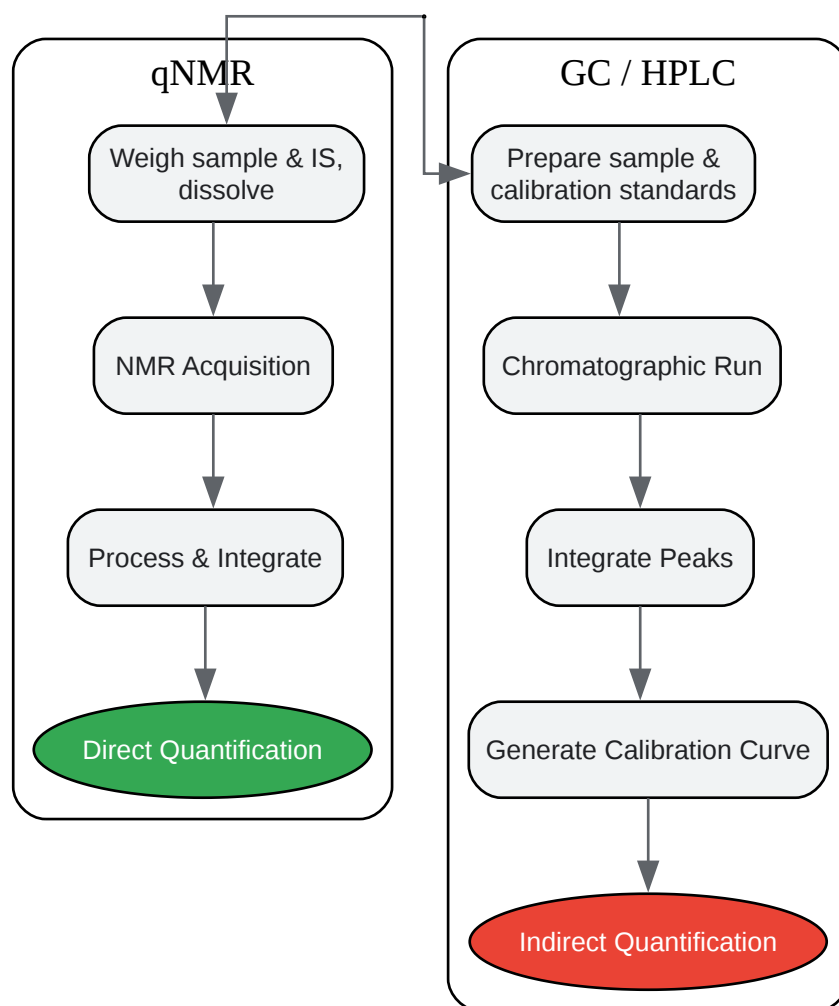 qNMR
Weigh sample & IS,
dissolve
NMR Acquisition
Process & Integrate
Direct Quantification
GC / HPLC
Prepare sample &
calibration standards
Chromatographic Run
Integrate Peaks
Generate Calibration Curve
Indirect Quantification